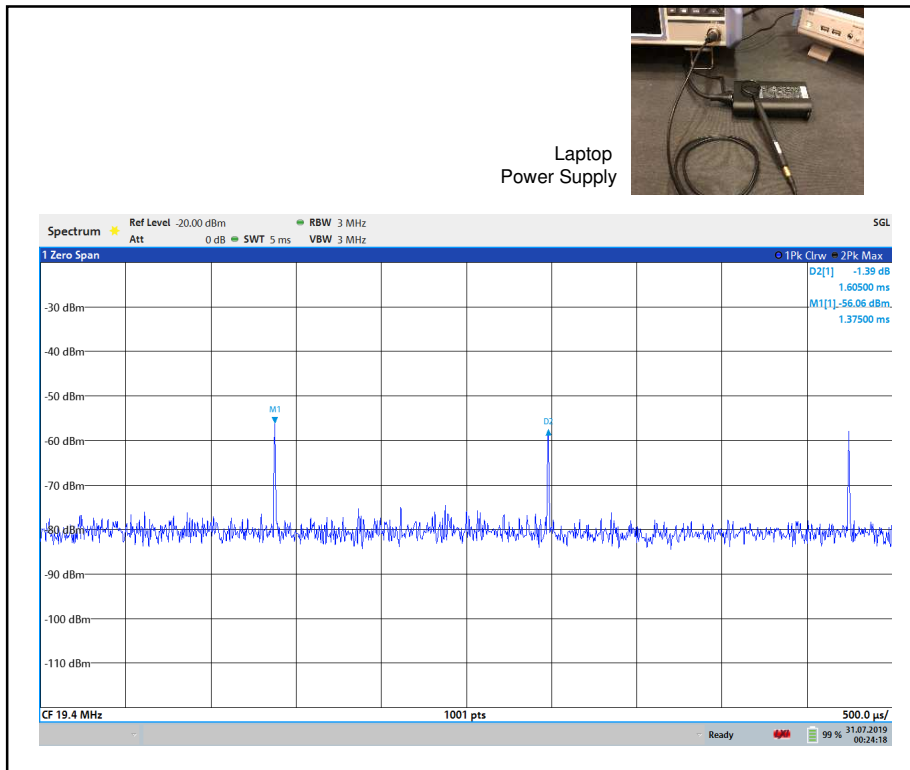 Laptop
Power Supply
Spectrum
Ref Level -20.00 dBm RBW 3 MHz SGL
Att 0 dB SWT 5 ms VBW 3 MHz
1 Zero Span 1Pk Clrw 2Pk Max
D2[1] -1.39 dB
1.60500 ms
M1[1] -56.06 dBm
1.37500 ms
-30 dBm
-40 dBm
-50 dBm
M1
D2
-60 dBm
-70 dBm
-80 dBm
-90 dBm
-100 dBm
-110 dBm
CF 19.4 MHz 1001 pts 500.0 µs/
Ready 99 % 31.07.2019
00:24:18